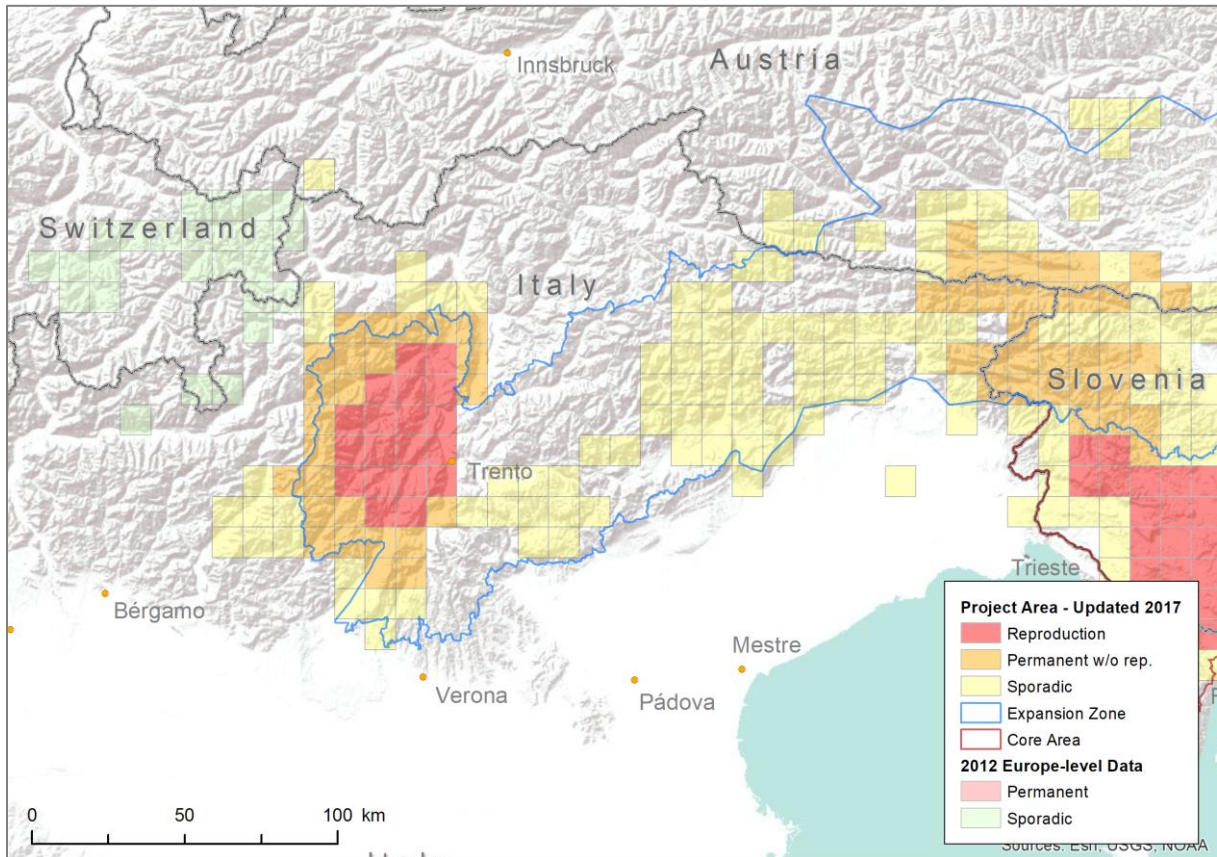 Austria
Innsbruck
Switzerland
Italy
Slovenia
Trento
Bérgamo
Trieste
Mestre
Verona
Pádova
Project Area - Updated 2017
Reproduction
Permanent w/o rep.
Sporadic
Expansion Zone
Core Area
2012 Europe-level Data
Permanent
Sporadic
0 50 100 km
Sources: Esri, USGS, NOAA